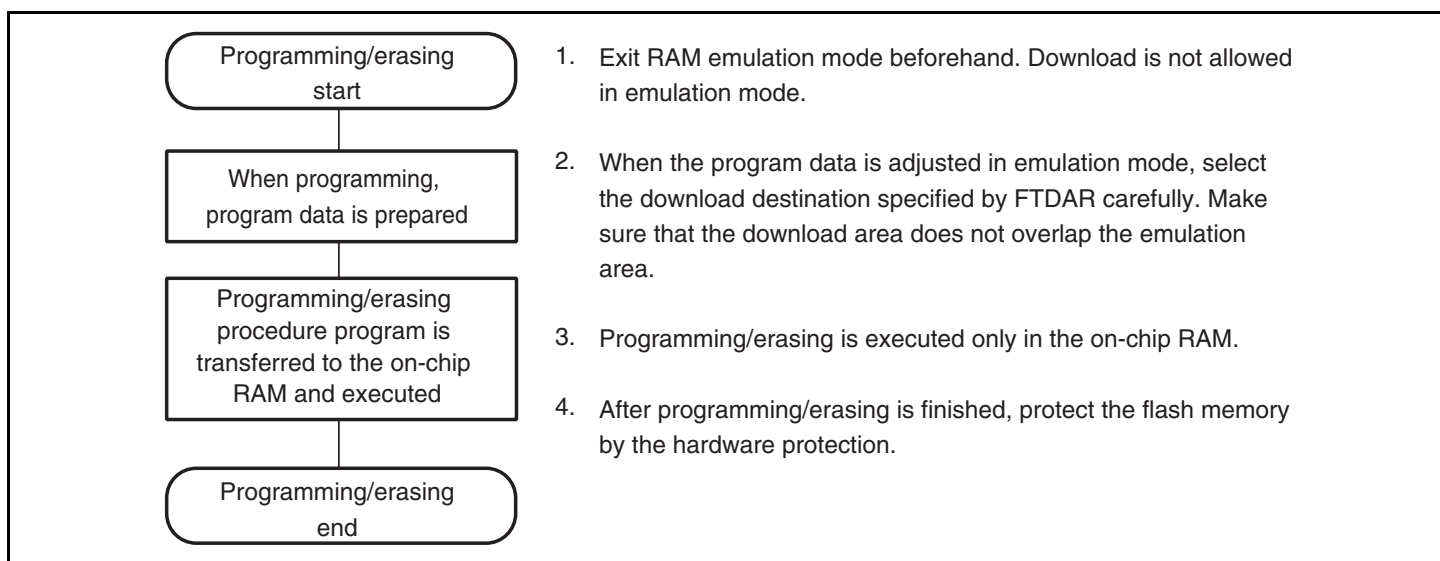 Programming/erasing
start
When programming,
program data is prepared
Programming/erasing
procedure program is
transferred to the on-chip
RAM and executed
Programming/erasing
end
1. Exit RAM emulation mode beforehand. Download is not allowed
in emulation mode.
2. When the program data is adjusted in emulation mode, select
the download destination specified by FTDAR carefully. Make
sure that the download area does not overlap the emulation
area.
3. Programming/erasing is executed only in the on-chip RAM.
4. After programming/erasing is finished, protect the flash memory
by the hardware protection.